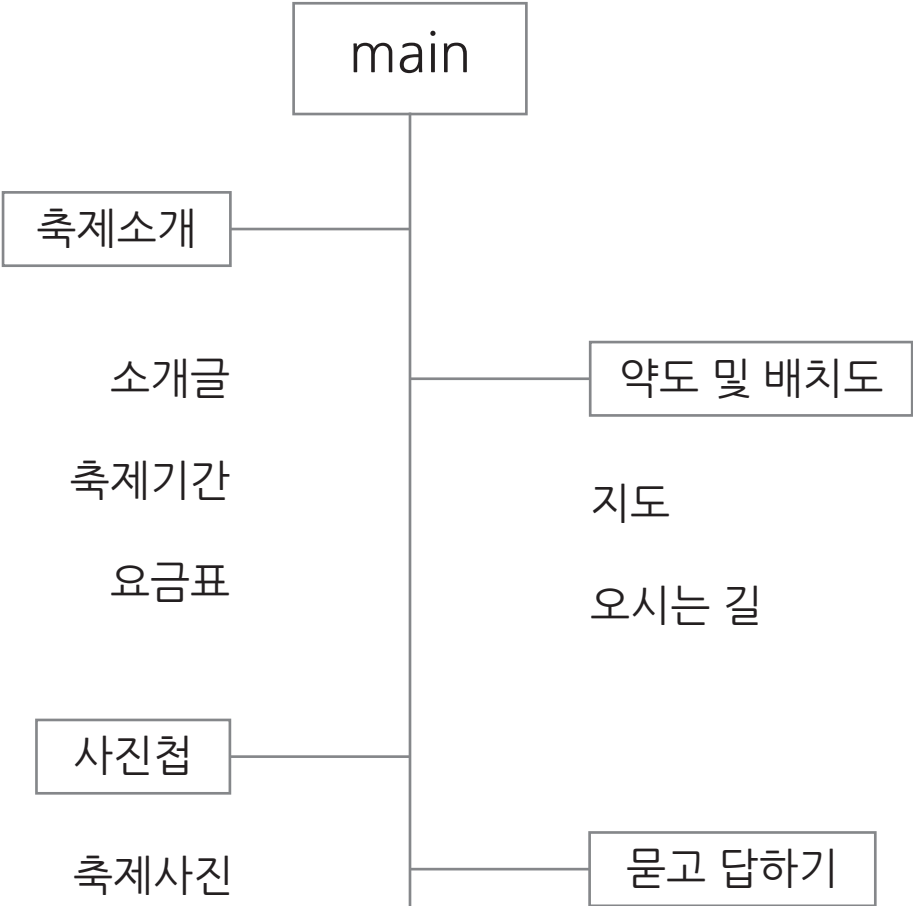 main
축제소개
소개글
축제기간
요금표
약도 및 배치도
지도
오시는 길
사진첩
축제사진
묻고 답하기